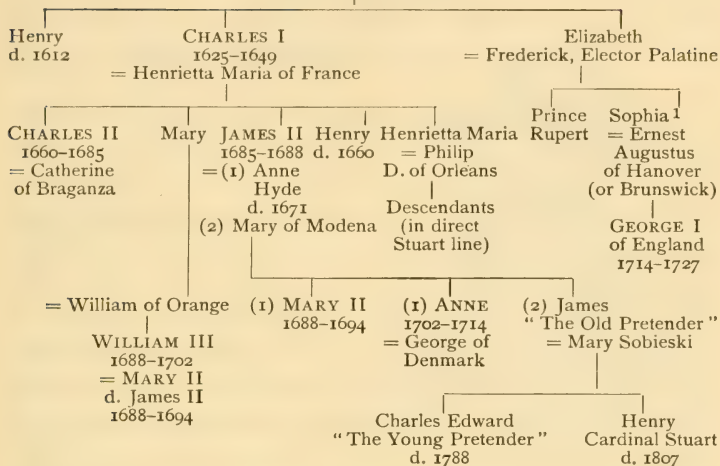 Henry
d. 1612
CHARLES I
1625–1649
= Henrietta Maria of France
Elizabeth
= Frederick, Elector Palatine
CHARLES II
1660–1685
= Catherine
of Braganza
Mary
JAMES II
1685–1688
= (1) Anne
Hyde
d. 1671
(2) Mary of Modena
Henry
d. 1660
Henrietta Maria
= Philip
D. of Orleans
Descendants
(in direct
Stuart line)
Prince
Rupert
Sophia 1
= Ernest
Augustus
of Hanover
(or Brunswick)
GEORGE I
of England
1714–1727
= William of Orange
WILLIAM III
1688–1702
= MARY II
d. James II
1688–1694
(1) MARY II
1688–1694
(1) ANNE
1702–1714
= George of
Denmark
(2) James
" The Old Pretender "
= Mary Sobieski
Charles Edward
" The Young Pretender "
d. 1788
Henry
Cardinal Stuart
d. 1807